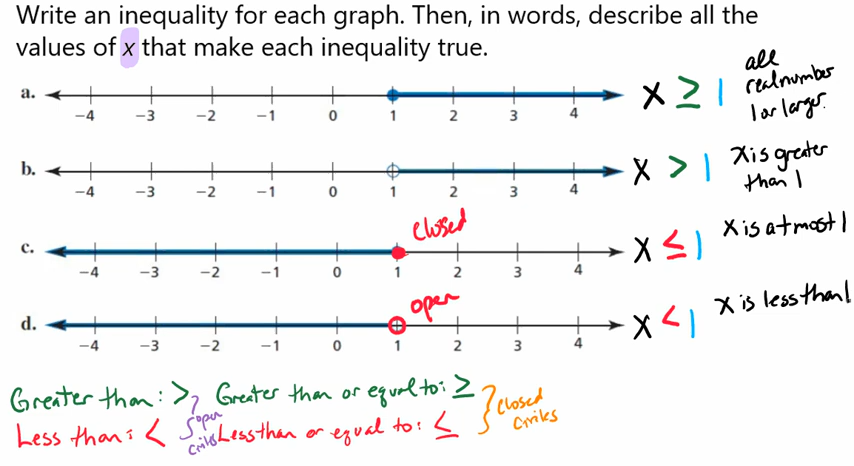 Write an inequality for each graph. Then, in words, describe all the
values of x that make each inequality true.
a.
-4 -3 -2 -1 0 1 2 3 4
x ≥ 1
all
real number
1 or larger.
b.
-4 -3 -2 -1 0 1 2 3 4
x > 1
x is greater
than 1
c.
closed
-4 -3 -2 -1 0 1 2 3 4
x ≤ 1
x is at most 1
d.
open
-4 -3 -2 -1 0 1 2 3 4
x < 1
x is less than 1
Greater than: > Greater than or equal to: ≥
Less than: < Less than or equal to: ≤
open
closed